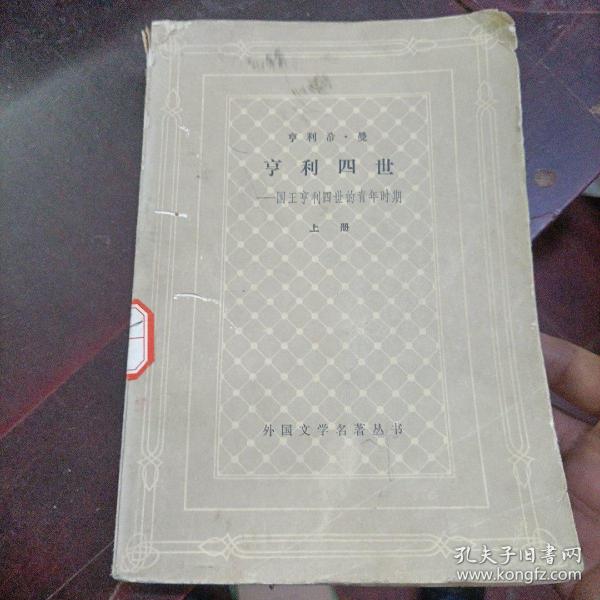 亨利希·曼
亨利四世
——国王亨利四世的青年时期
上册
外国文学名著丛书
孔夫子旧书网
www.kongfz.com